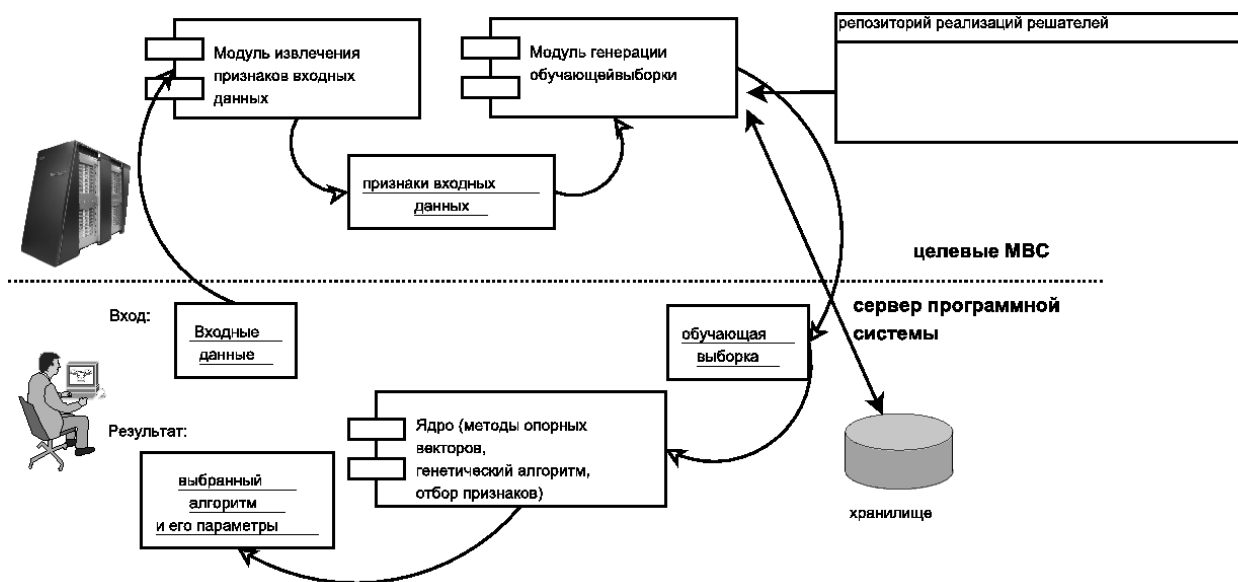 Модуль извлечения
признаков входных
данных
Модуль генерации
обучающейвыборки
репозиторий реализаций решателей
признаки входных
данных
целевые МВС
сервер программной
системы
Вход:
Входные
данные
обучающая
выборка
Результат:
Ядро (методы опорных
векторов,
генетический алгоритм,
отбор признаков)
выбранный
алгоритм
и его параметры
хранилище